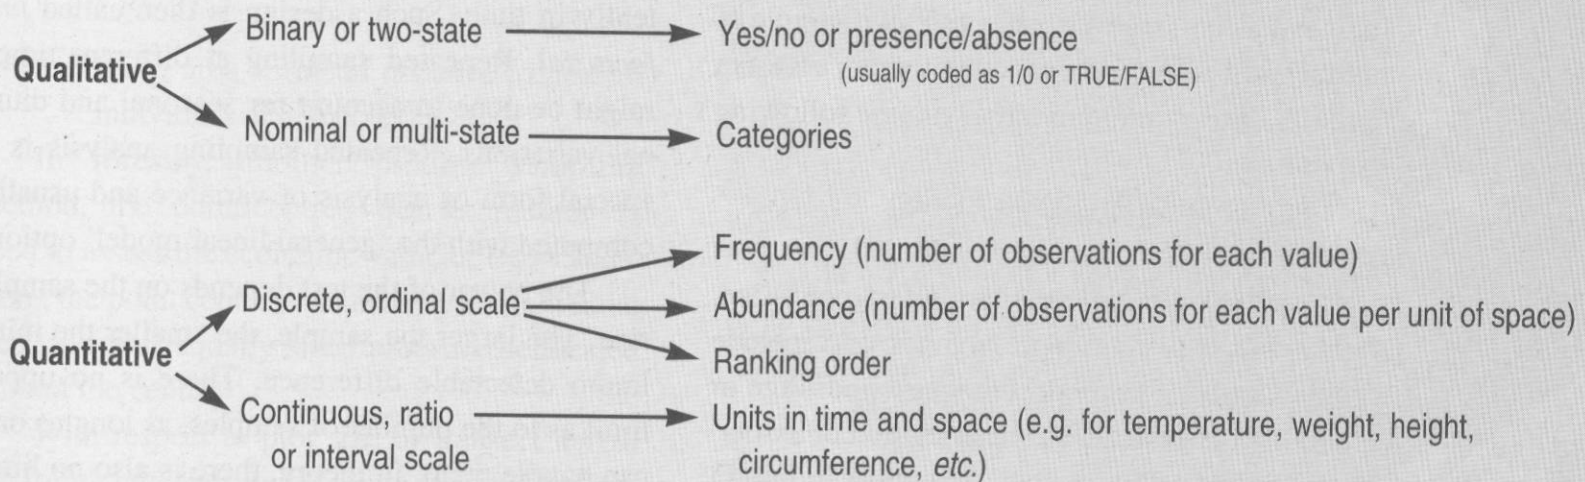 Binary or two-state
Yes/no or presence/absence
(usually coded as 1/0 or TRUE/FALSE)
Qualitative
Nominal or multi-state
Categories
Frequency (number of observations for each value)
Discrete, ordinal scale
Abundance (number of observations for each value per unit of space)
Ranking order
Quantitative
Continuous, ratio
or interval scale
Units in time and space (e.g. for temperature, weight, height,
circumference, etc.)